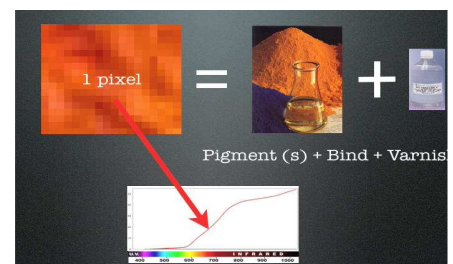 1 pixel
=
+
Pigment (s) + Bind + Varnis
U.V.
INFRARED
400 500 600 700 800 900 1000